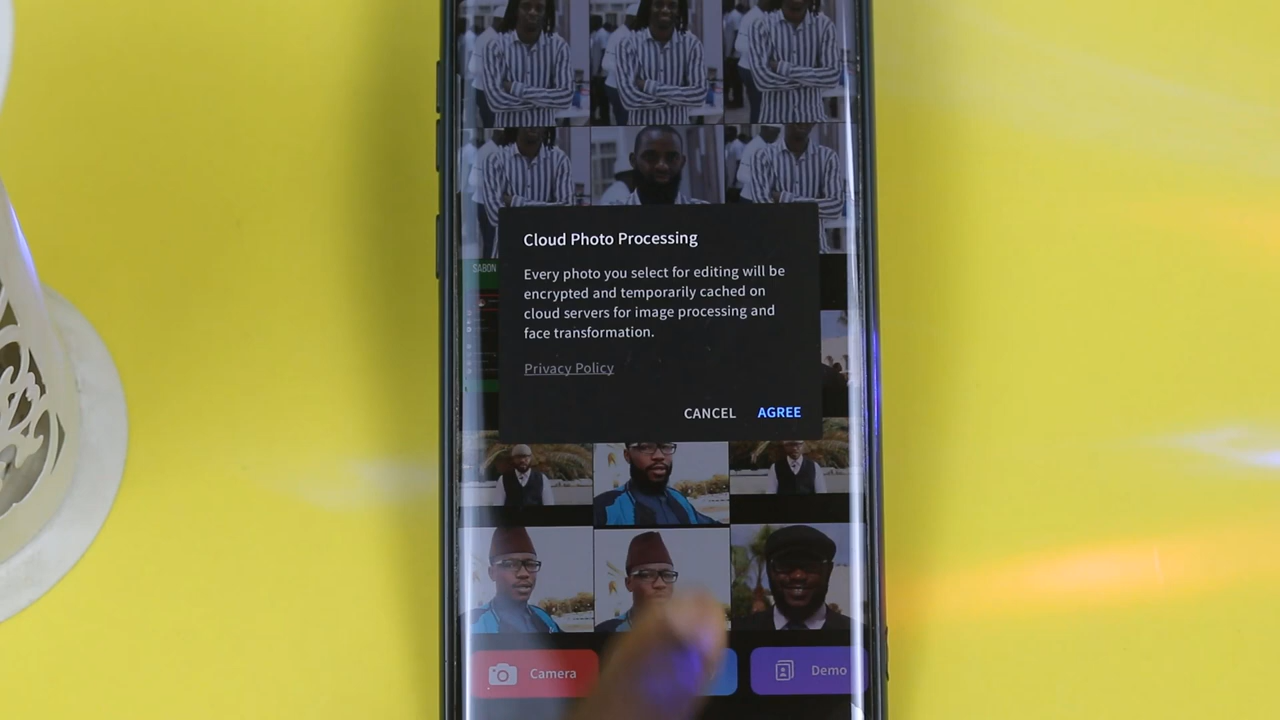 SABON
Cloud Photo Processing
Every photo you select for editing will be
encrypted and temporarily cached on
cloud servers for image processing and
face transformation.
Privacy Policy
CANCEL AGREE
Camera
Demo